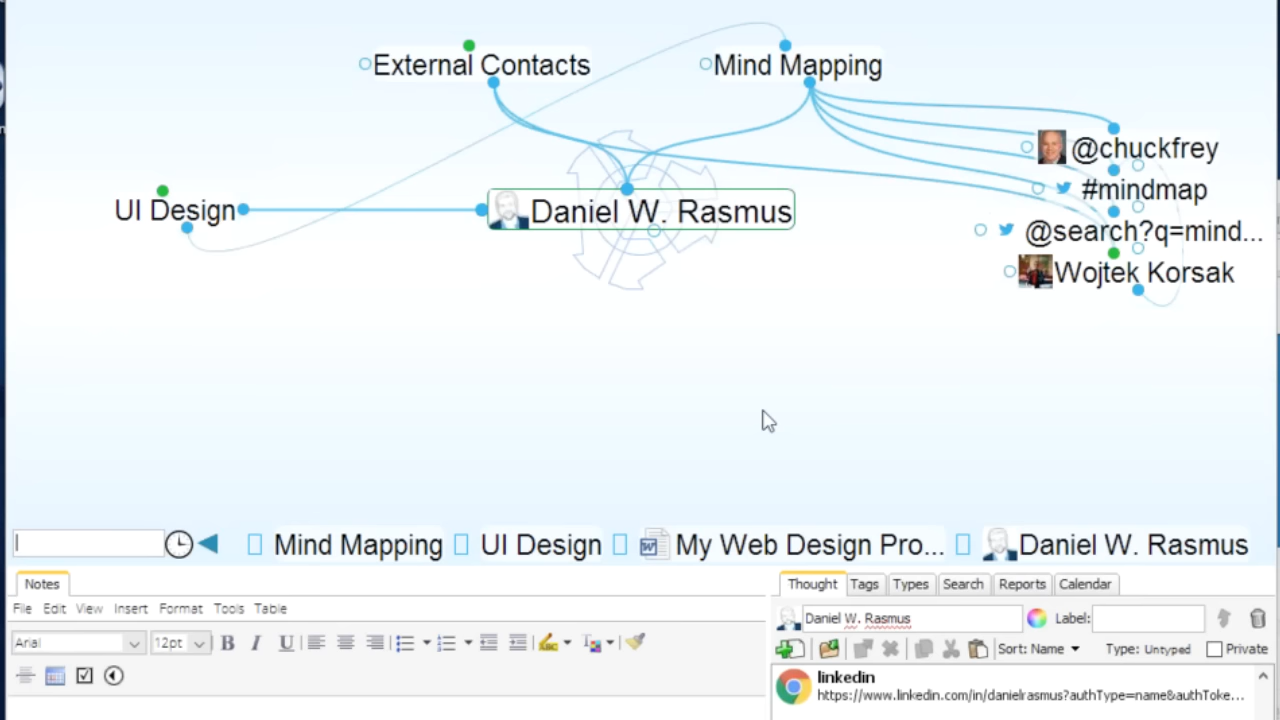 External Contacts
Mind Mapping
@chuckfrey
#mindmap
UI Design
Daniel W. Rasmus
@search?q=mind...
Wojtek Korsak
Mind Mapping
UI Design
My Web Design Pro...
Daniel W. Rasmus
Notes
File Edit View Insert Format Tools Table
Arial 12pt B I U
Thought Tags Types Search Reports Calendar
Daniel W. Rasmus Label:
Sort: Name Type: Untyped Private
linkedin
https://www.linkedin.com/in/danielrasmus?authType=name&authToke...